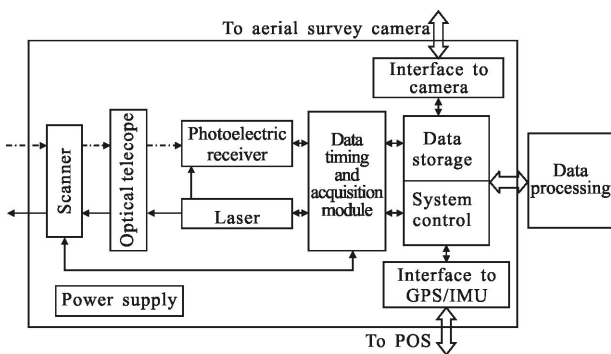 To aerial survey camera
Interface to
camera
Scanner
Optical telecope
Photoelectric
receiver
Laser
Data
timing
and
acquisition
module
Data
storage
System
control
Data
processing
Interface to
GPS/IMU
Power supply
To POS